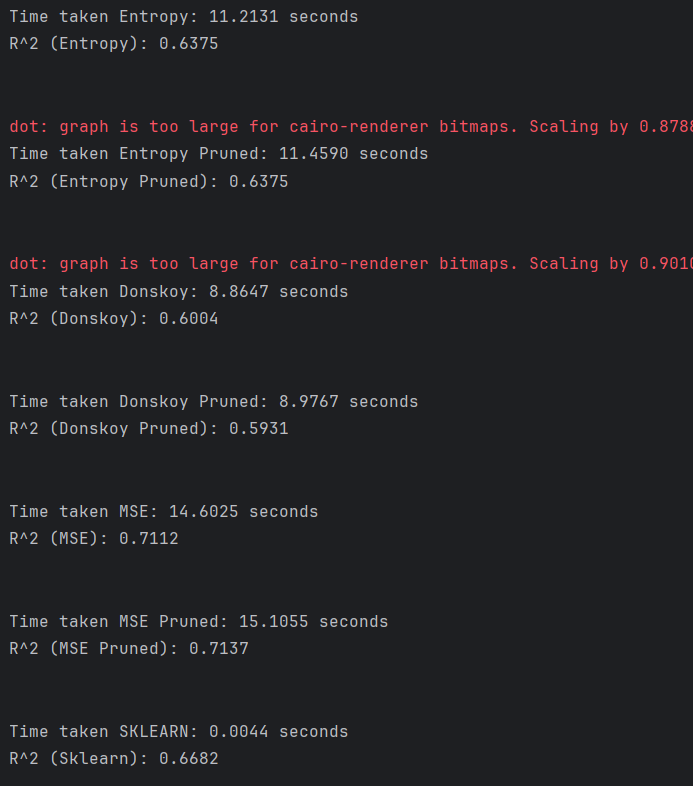 Time taken Entropy: 11.2131 seconds
R^2 (Entropy): 0.6375
dot: graph is too large for cairo-renderer bitmaps. Scaling by 0.8788
Time taken Entropy Pruned: 11.4590 seconds
R^2 (Entropy Pruned): 0.6375
dot: graph is too large for cairo-renderer bitmaps. Scaling by 0.9010
Time taken Donskoy: 8.8647 seconds
R^2 (Donskoy): 0.6004
Time taken Donskoy Pruned: 8.9767 seconds
R^2 (Donskoy Pruned): 0.5931
Time taken MSE: 14.6025 seconds
R^2 (MSE): 0.7112
Time taken MSE Pruned: 15.1055 seconds
R^2 (MSE Pruned): 0.7137
Time taken SKLEARN: 0.0044 seconds
R^2 (Sklearn): 0.6682